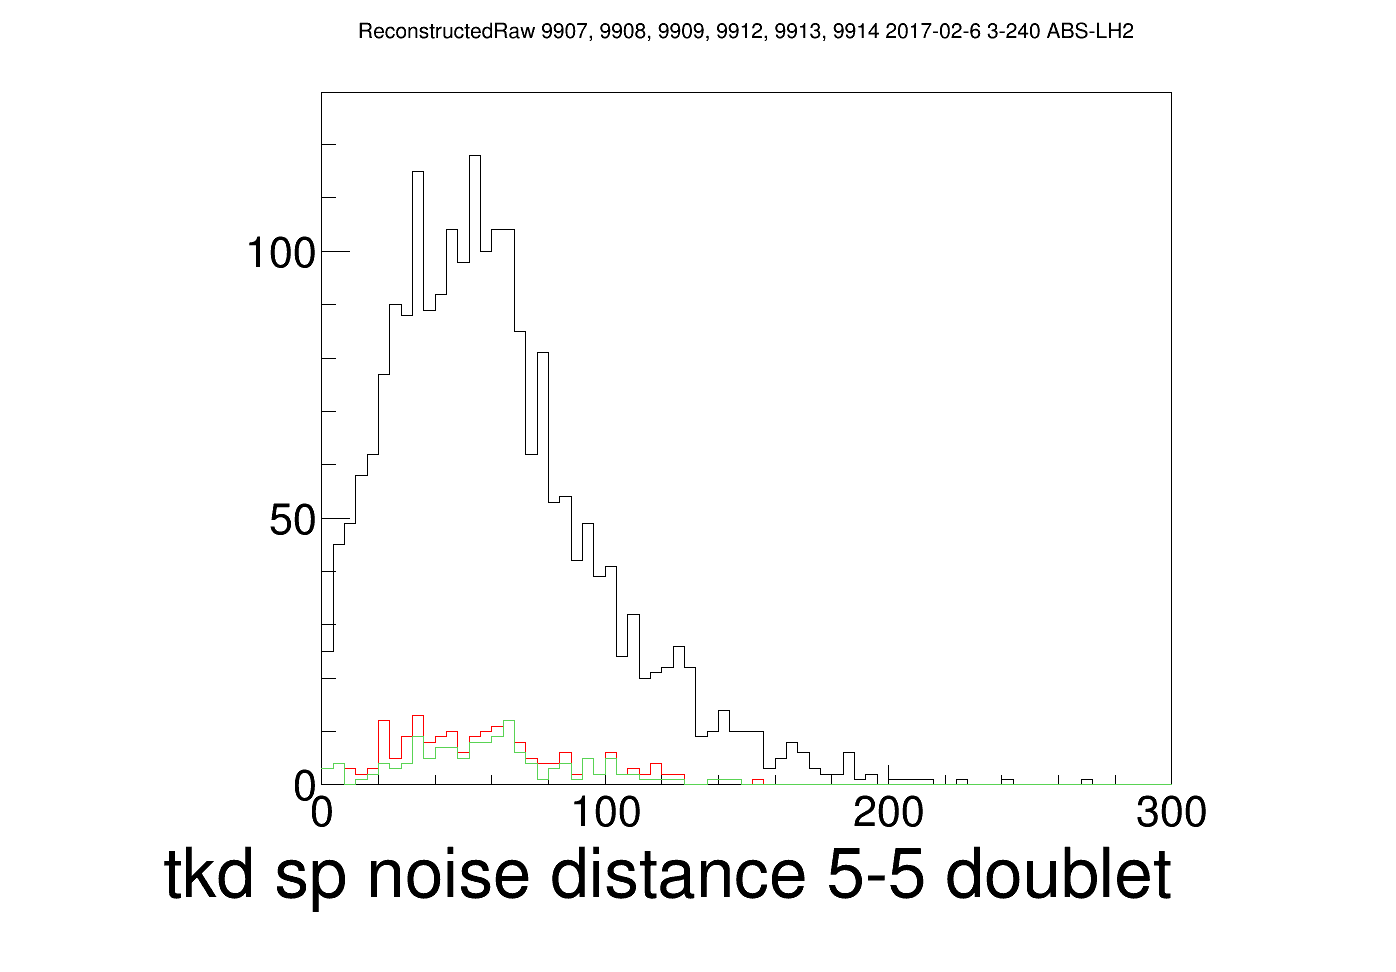 ReconstructedRaw 9907, 9908, 9909, 9912, 9913, 9914 2017-02-6 3-240 ABS-LH2
100
50
0
0 100 200 300
tkd sp noise distance 5-5 doublet